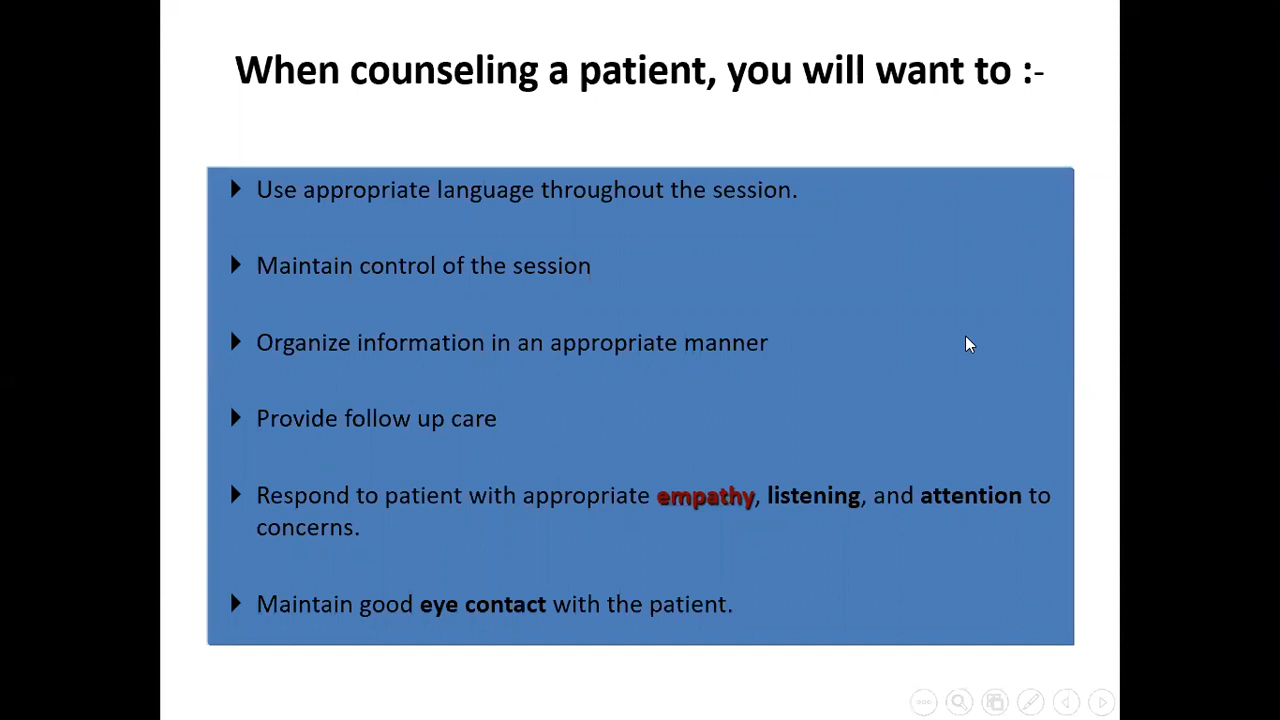 When counseling a patient, you will want to :-
Use appropriate language throughout the session.
Maintain control of the session
Organize information in an appropriate manner
Provide follow up care
Respond to patient with appropriate empathy, listening, and attention to
concerns.
Maintain good eye contact with the patient.